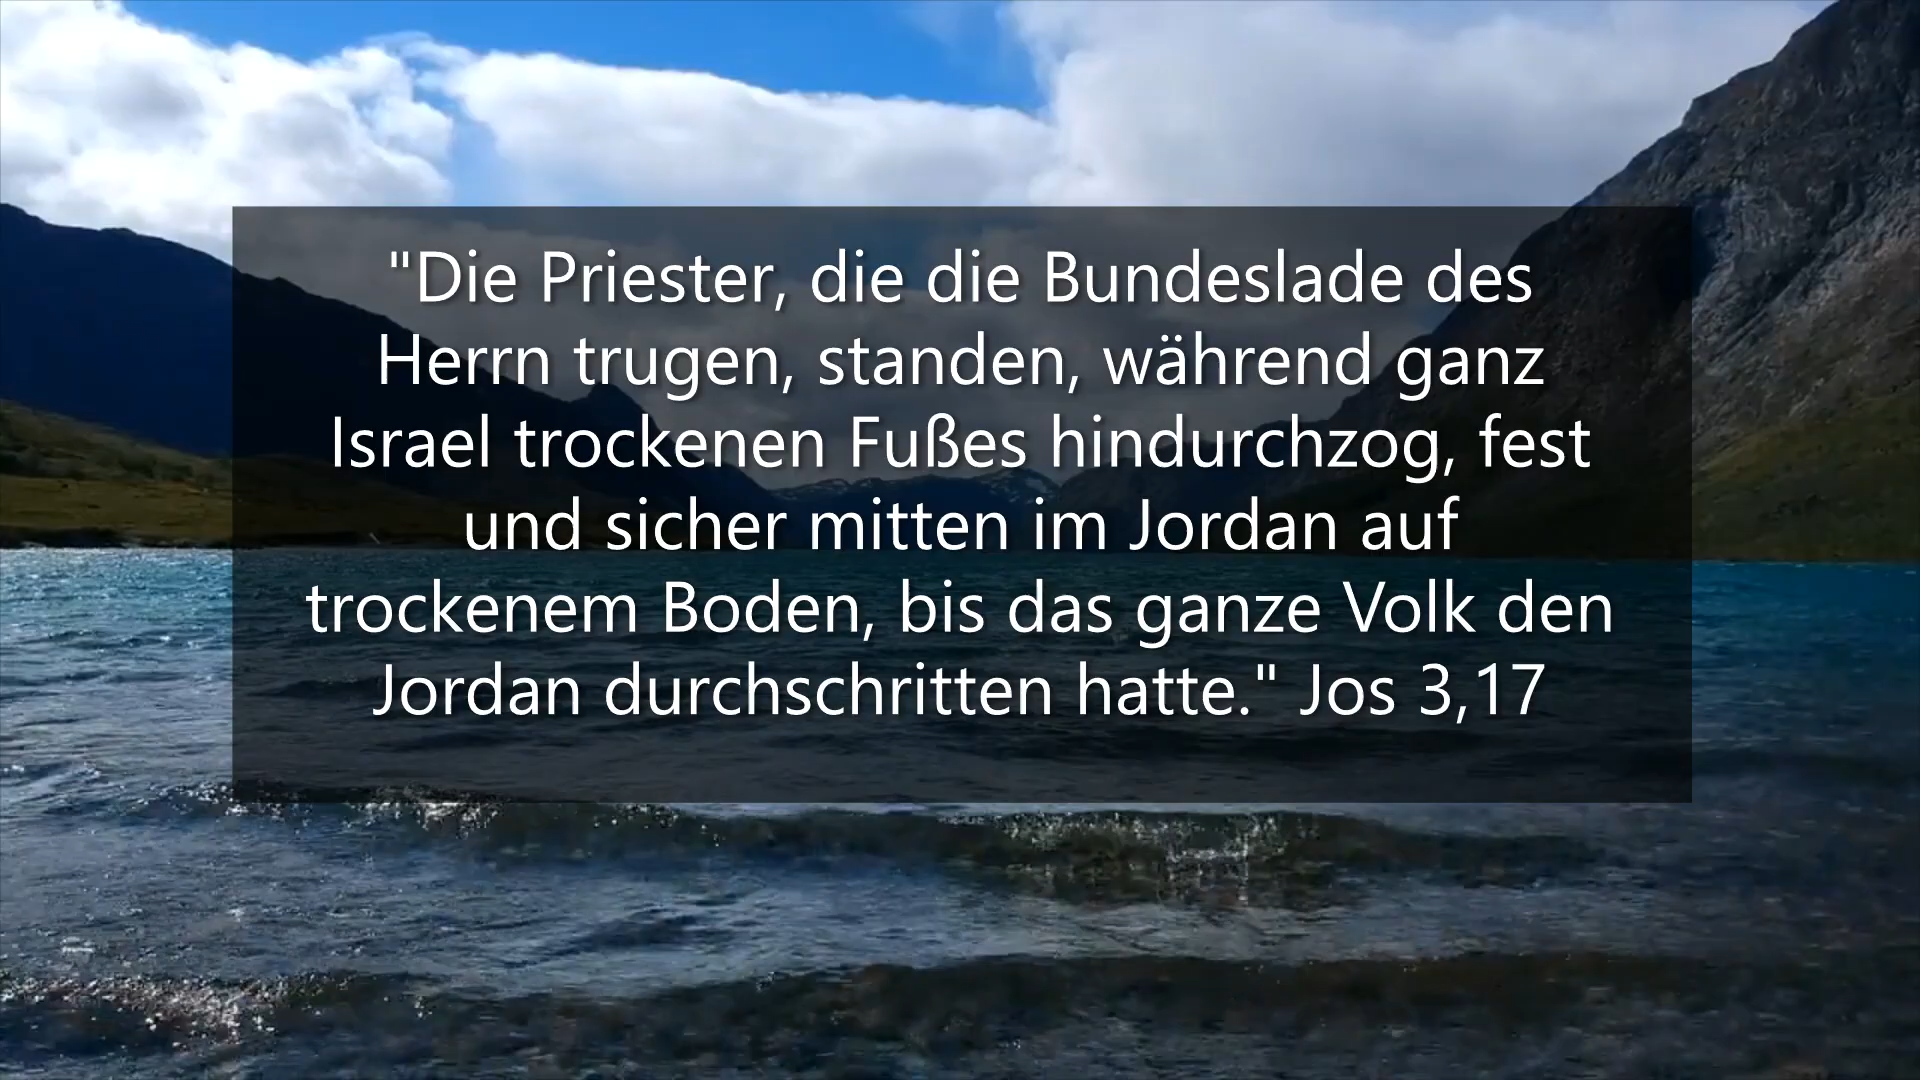 "Die Priester, die die Bundeslade des
Herrn trugen, standen, während ganz
Israel trockenen Fußes hindurchzog, fest
und sicher mitten im Jordan auf
trockenem Boden, bis das ganze Volk den
Jordan durchschritten hatte." Jos 3,17